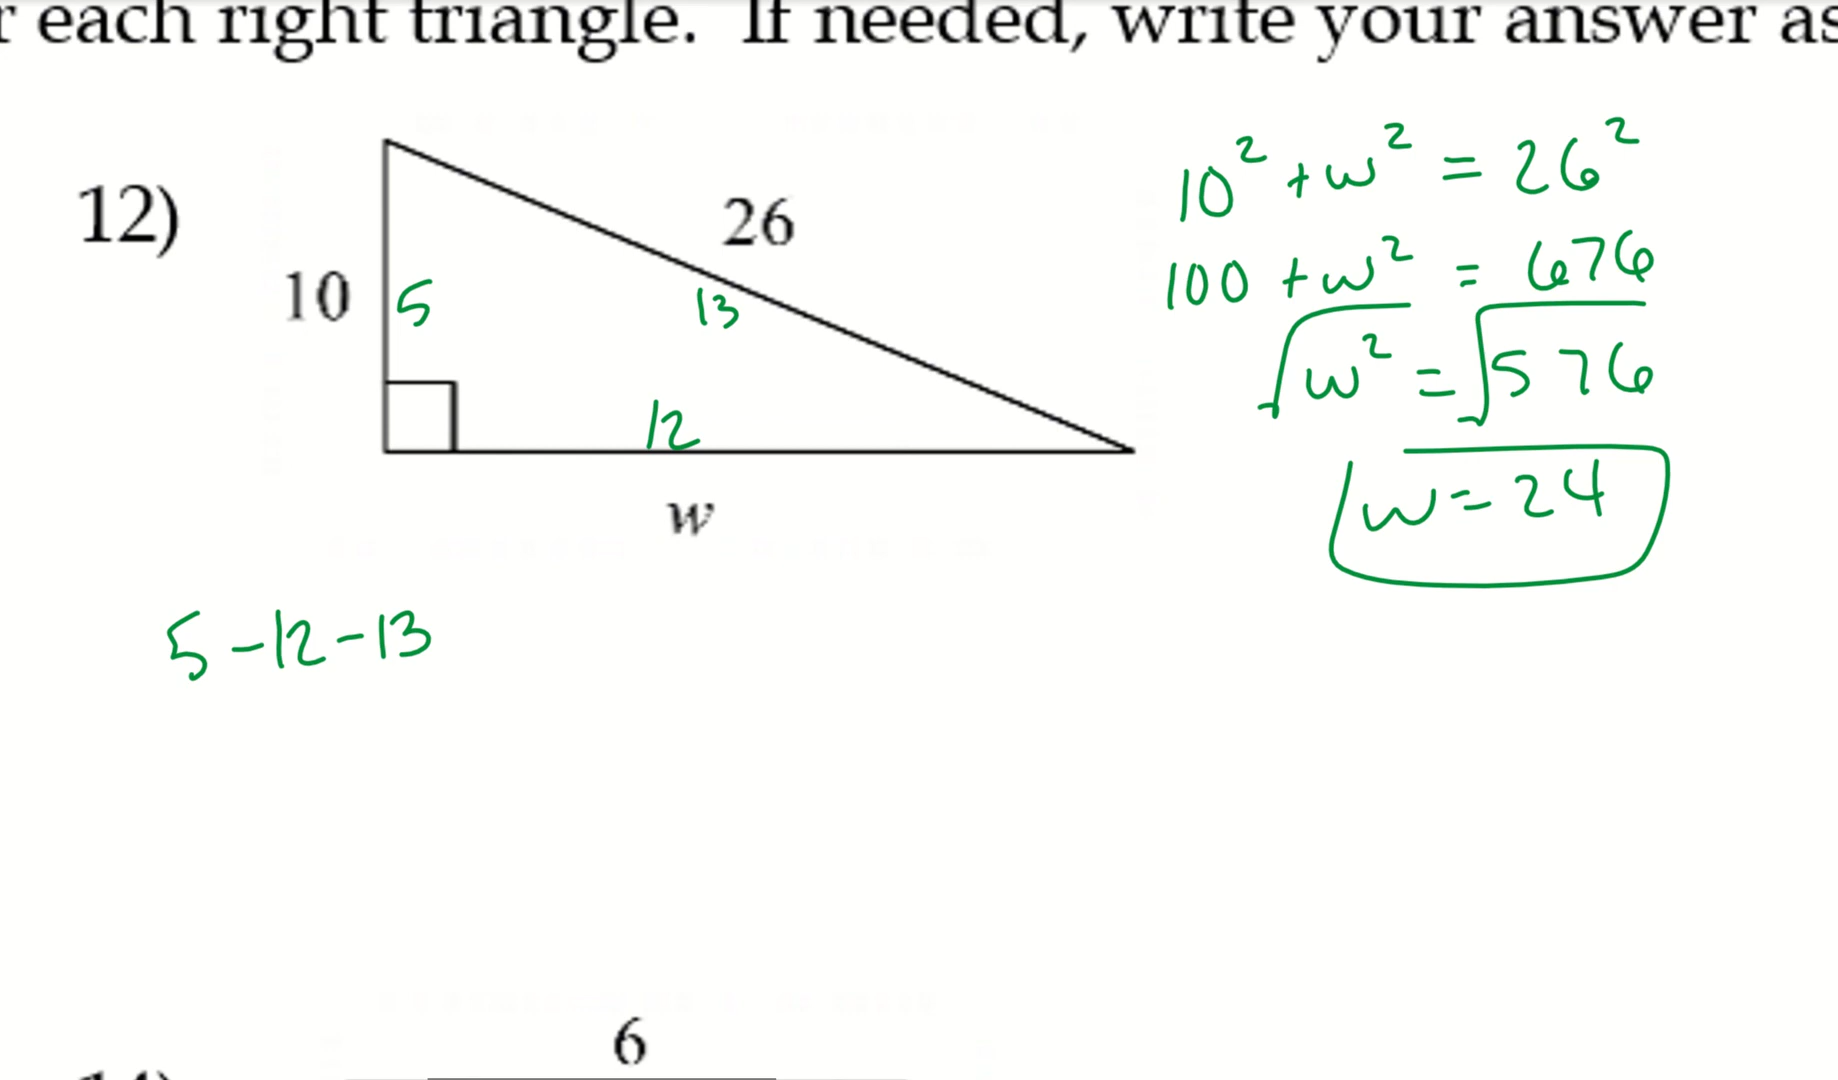 each right triangle. If needed, write your answer as
12)
26
10
5
13
12
w
10² + w² = 26²
100 + w² = 676
√w² = √576
w = 24
5 - 12 - 13
6